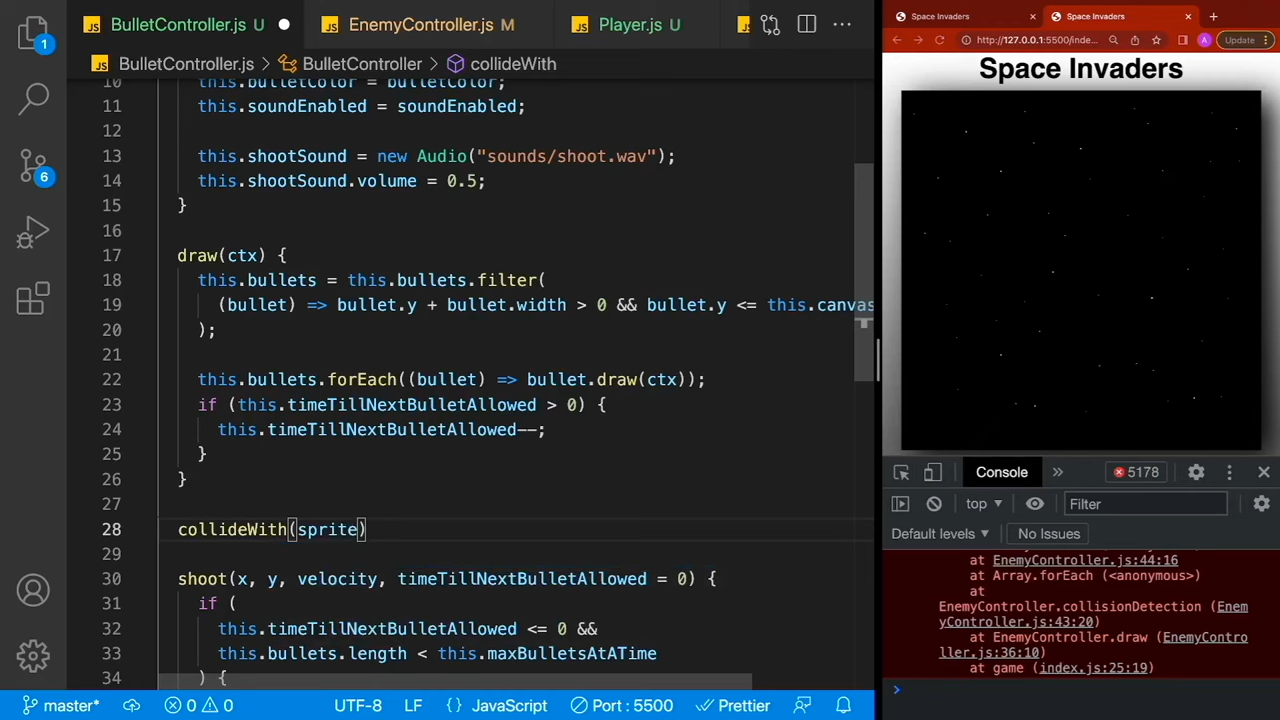 BulletController.js U
EnemyController.js M
Player.js U
JS
BulletController.js > BulletController > collideWith
10 this.bulletColor = bulletColor;
11 this.soundEnabled = soundEnabled;
12
13 this.shootSound = new Audio("sounds/shoot.wav");
14 this.shootSound.volume = 0.5;
15 }
16
17 draw(ctx) {
18 this.bullets = this.bullets.filter(
19 (bullet) => bullet.y + bullet.width > 0 && bullet.y <= this.canvas
20 );
21
22 this.bullets.forEach((bullet) => bullet.draw(ctx));
23 if (this.timeTillNextBulletAllowed > 0) {
24 this.timeTillNextBulletAllowed--;
25 }
26 }
27
28 collideWith(sprite)
29
30 shoot(x, y, velocity, timeTillNextBulletAllowed = 0) {
31 if (
32 this.timeTillNextBulletAllowed <= 0 &&
33 this.bullets.length < this.maxBulletsAtATime
34 ) {
1
6
master* 0 0 UTF-8 LF {} JavaScript Port : 5500 Prettier
Space Invaders
Space Invaders
http://127.0.0.1:5500/inde... A Update
Space Invaders
Console 5178
top Filter
Default levels No Issues
at EnemyController.js:44:16
at Array.forEach (<anonymous>)
at
EnemyController.collisionDetection (Enem
yController.js:43:20)
at EnemyController.draw (EnemyContro
ller.js:36:10)
at game (index.js:25:19)